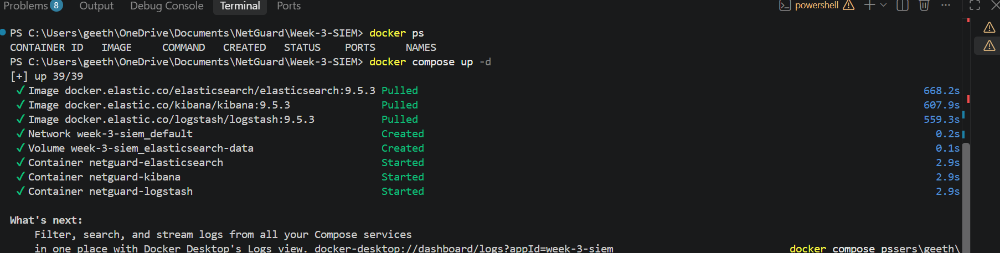 Problems 8 Output Debug Console Terminal Ports powershell
PS C:\Users\geeth\OneDrive\Documents\NetGuard\Week-3-SIEM> docker ps
CONTAINER ID IMAGE COMMAND CREATED STATUS PORTS NAMES
PS C:\Users\geeth\OneDrive\Documents\NetGuard\Week-3-SIEM> docker compose up -d
[+] up 39/39
✓ Image docker.elastic.co/elasticsearch/elasticsearch:9.5.3 Pulled 668.2s
✓ Image docker.elastic.co/kibana/kibana:9.5.3 Pulled 607.9s
✓ Image docker.elastic.co/logstash/logstash:9.5.3 Pulled 559.3s
✓ Network week-3-siem_default Created 0.2s
✓ Volume week-3-siem_elasticsearch-data Created 0.1s
✓ Container netguard-elasticsearch Started 2.9s
✓ Container netguard-kibana Started 2.9s
✓ Container netguard-logstash Started 2.9s
What's next:
Filter, search, and stream logs from all your Compose services
in one place with Docker Desktop's Logs view. docker-desktop://dashboard/logs?appId=week-3-siem docker compose pssers\geeth\